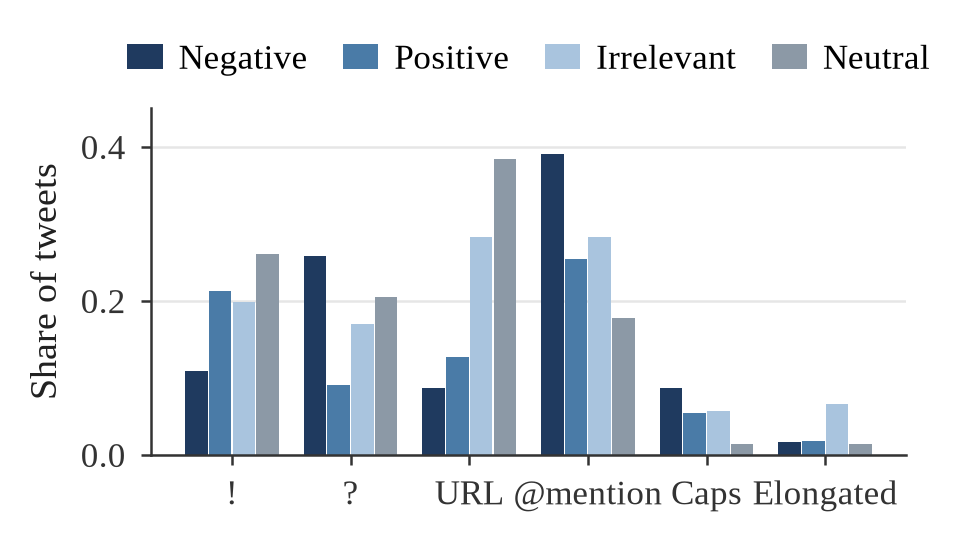 Negative Positive Irrelevant Neutral
Share of tweets
0.4
0.2
0.0
! ? URL @mention Caps Elongated